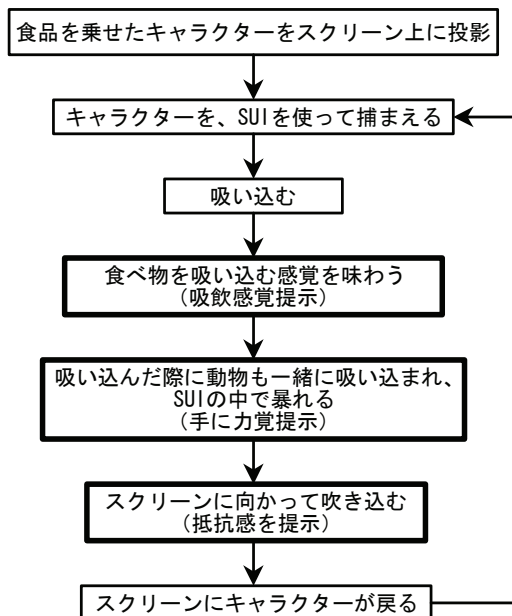 食品を乗せたキャラクターをスクリーン上に投影
キャラクターを、SUIを使って捕まえる
吸い込む
食べ物を吸い込む感覚を味わう
（吸飲感覚提示）
吸い込んだ際に動物も一緒に吸い込まれ、
SUIの中で暴れる
（手に力覚提示）
スクリーンに向かって吹き込む
（抵抗感を提示）
スクリーンにキャラクターが戻る